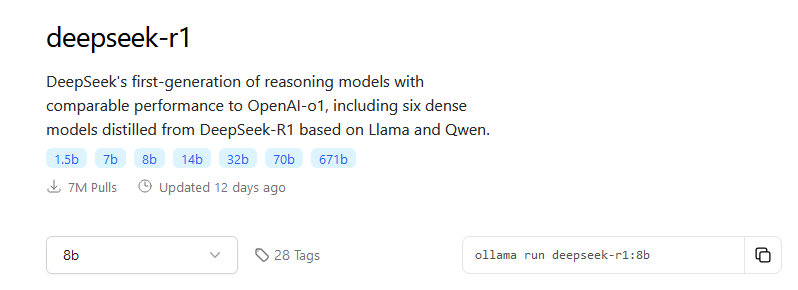 deepseek-r1
DeepSeek's first-generation of reasoning models with
comparable performance to OpenAI-o1, including six dense
models distilled from DeepSeek-R1 based on Llama and Qwen.
1.5b 7b 8b 14b 32b 70b 671b
7M Pulls Updated 12 days ago
8b 28 Tags ollama run deepseek-r1:8b